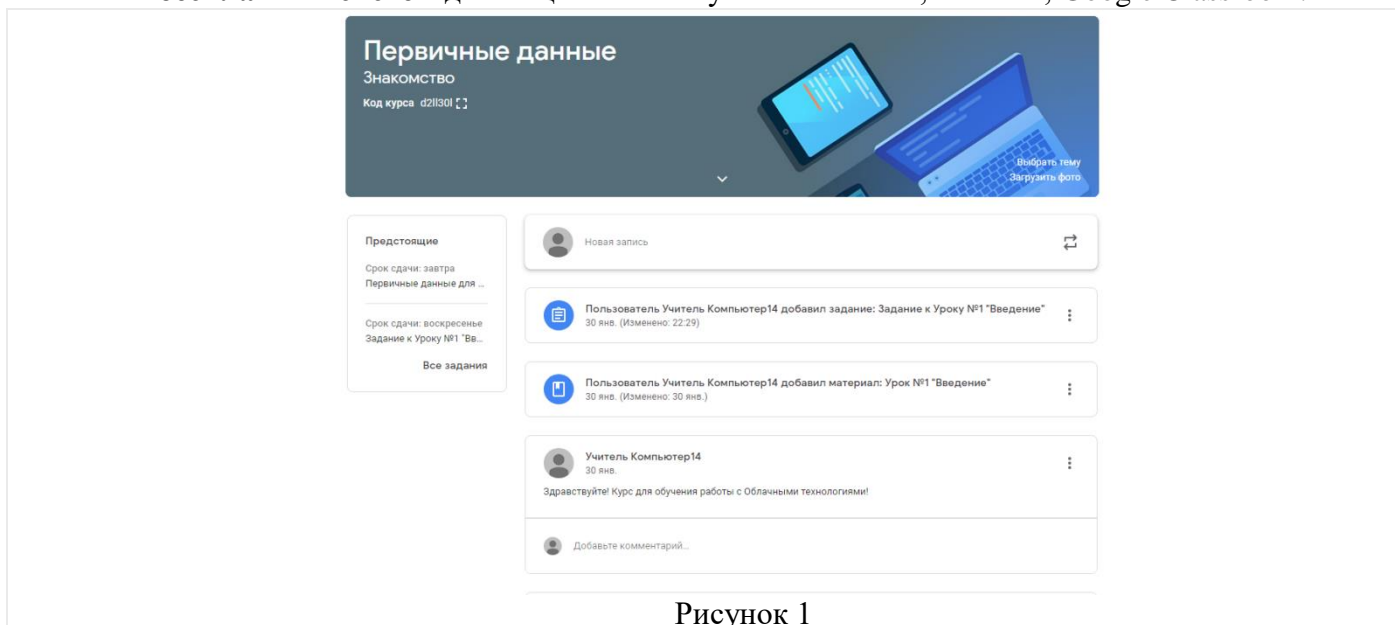 Google Classroom.
Первичные данные
Знакомство
Код курса d2ll30l
Выбрать тему
Загрузить фото
Предстоящие
Срок сдачи: завтра
Первичные данные для ...
Срок сдачи: воскресенье
Задание к Уроку №1 "Вв...
Все задания
Новая запись
Пользователь Учитель Компьютер14 добавил задание: Задание к Уроку №1 "Введение"
30 янв. (Изменено: 22:29)
Пользователь Учитель Компьютер14 добавил материал: Урок №1 "Введение"
30 янв. (Изменено: 30 янв.)
Учитель Компьютер14
30 янв.
Здравствуйте! Курс для обучения работы с Облачными технологиями!
Добавьте комментарий...
Рисунок 1